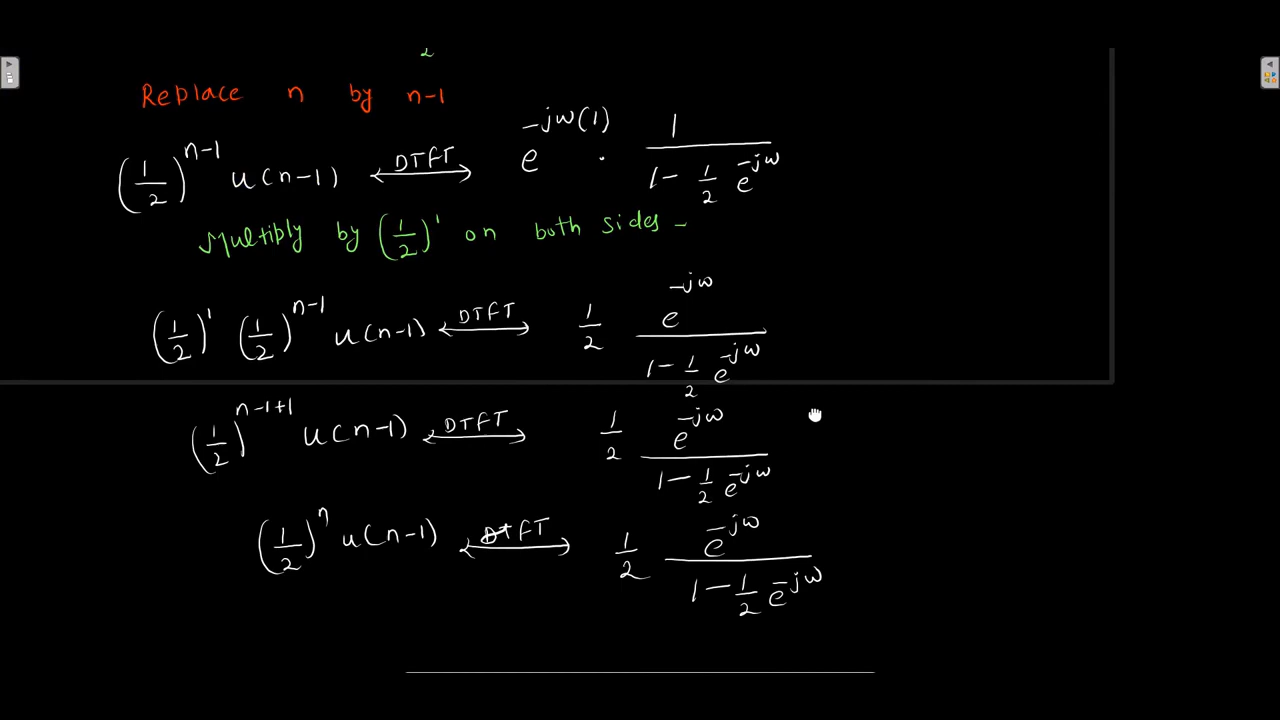 2
Replace n by n-1
(1/2)^{n-1} u(n-1) <--DTFT--> e^{-jω(1)} · 1/(1 - 1/2 e^{-jω})
Multiply by (1/2)^1 on both sides -
(1/2)^1 (1/2)^{n-1} u(n-1) <--DTFT--> 1/2 e^{-jω}/(1 - 1/2 e^{-jω})
(1/2)^{n-1+1} u(n-1) <--DTFT--> 1/2 e^{-jω}/(1 - 1/2 e^{-jω})
(1/2)^n u(n-1) <--DTFT--> 1/2 e^{-jω}/(1 - 1/2 e^{-jω})